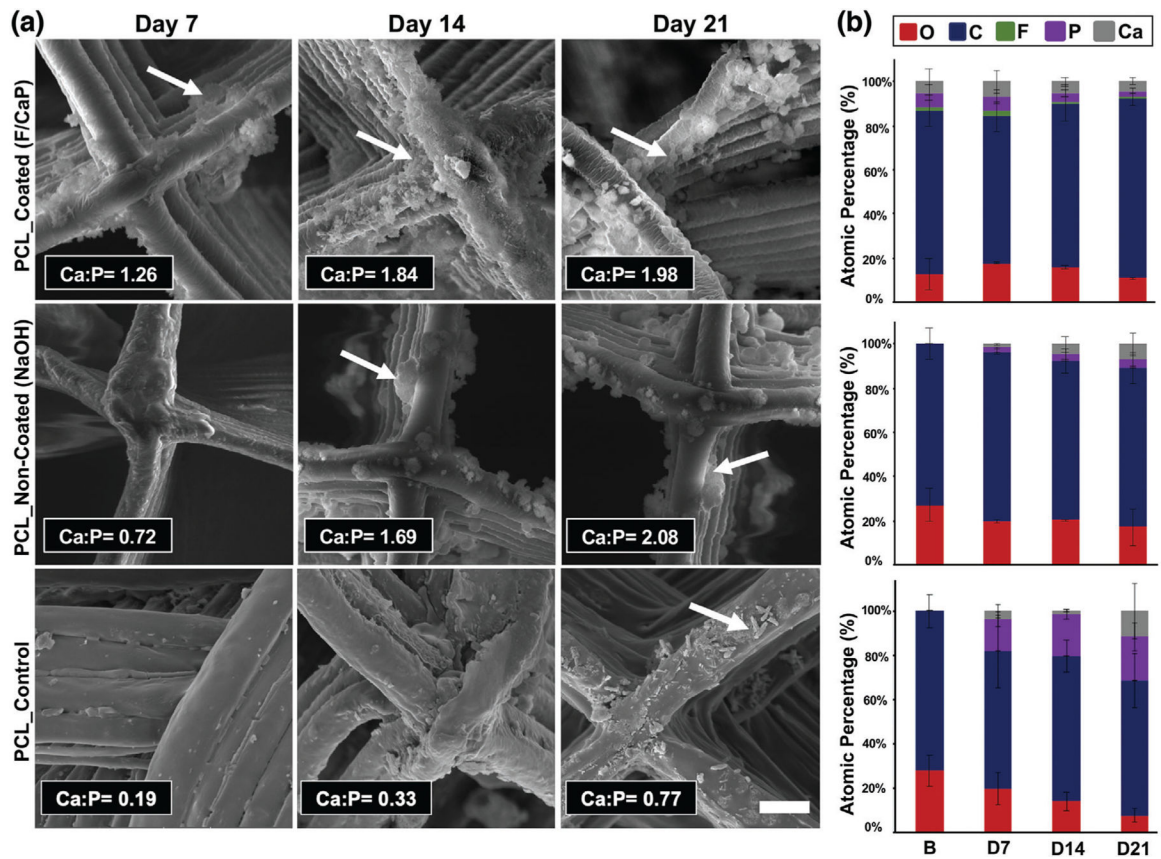 (a) Day 7 Day 14 Day 21
PCL_Coated (F/CaP)
Ca:P= 1.26
Ca:P= 1.84
Ca:P= 1.98
PCL_Non-Coated (NaOH)
Ca:P= 0.72
Ca:P= 1.69
Ca:P= 2.08
PCL_Control
Ca:P= 0.19
Ca:P= 0.33
Ca:P= 0.77
(b)
O C F P Ca
Atomic Percentage (%)
100%
80%
60%
40%
20%
0%
Atomic Percentage (%)
100%
80%
60%
40%
20%
0%
Atomic Percentage (%)
100%
80%
60%
40%
20%
0%
B D7 D14 D21